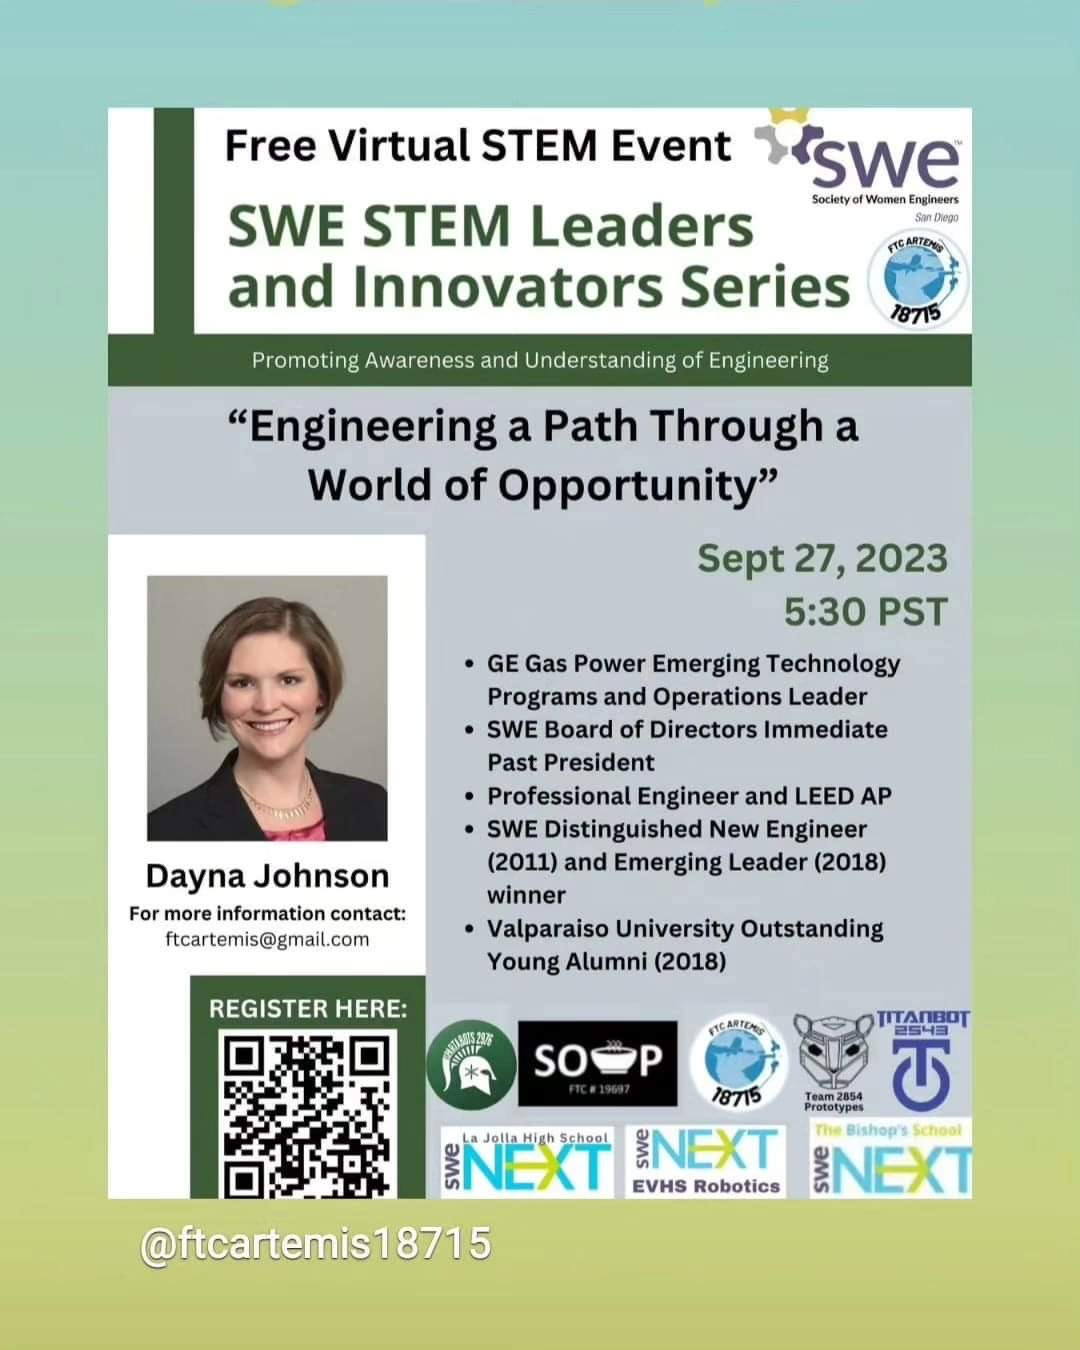 Free Virtual STEM Event
swe™
Society of Women Engineers
San Diego
SWE STEM Leaders
and Innovators Series
FTC ARTEMIS
18715
Promoting Awareness and Understanding of Engineering
“Engineering a Path Through a
World of Opportunity”
Sept 27, 2023
5:30 PST
• GE Gas Power Emerging Technology
Programs and Operations Leader
• SWE Board of Directors Immediate
Past President
• Professional Engineer and LEED AP
• SWE Distinguished New Engineer
(2011) and Emerging Leader (2018)
winner
• Valparaiso University Outstanding
Young Alumni (2018)
Dayna Johnson
For more information contact:
ftcartemis@gmail.com
REGISTER HERE:
SPARTABOTS 2976
SOUP
FTC # 19697
FTC ARTEMIS
18715
Team 2854
Prototypes
TITANBOT
2543
La Jolla High School
swe NEXT
swe NEXT
EVHS Robotics
The Bishop's School
swe NEXT
@ftcartemis18715